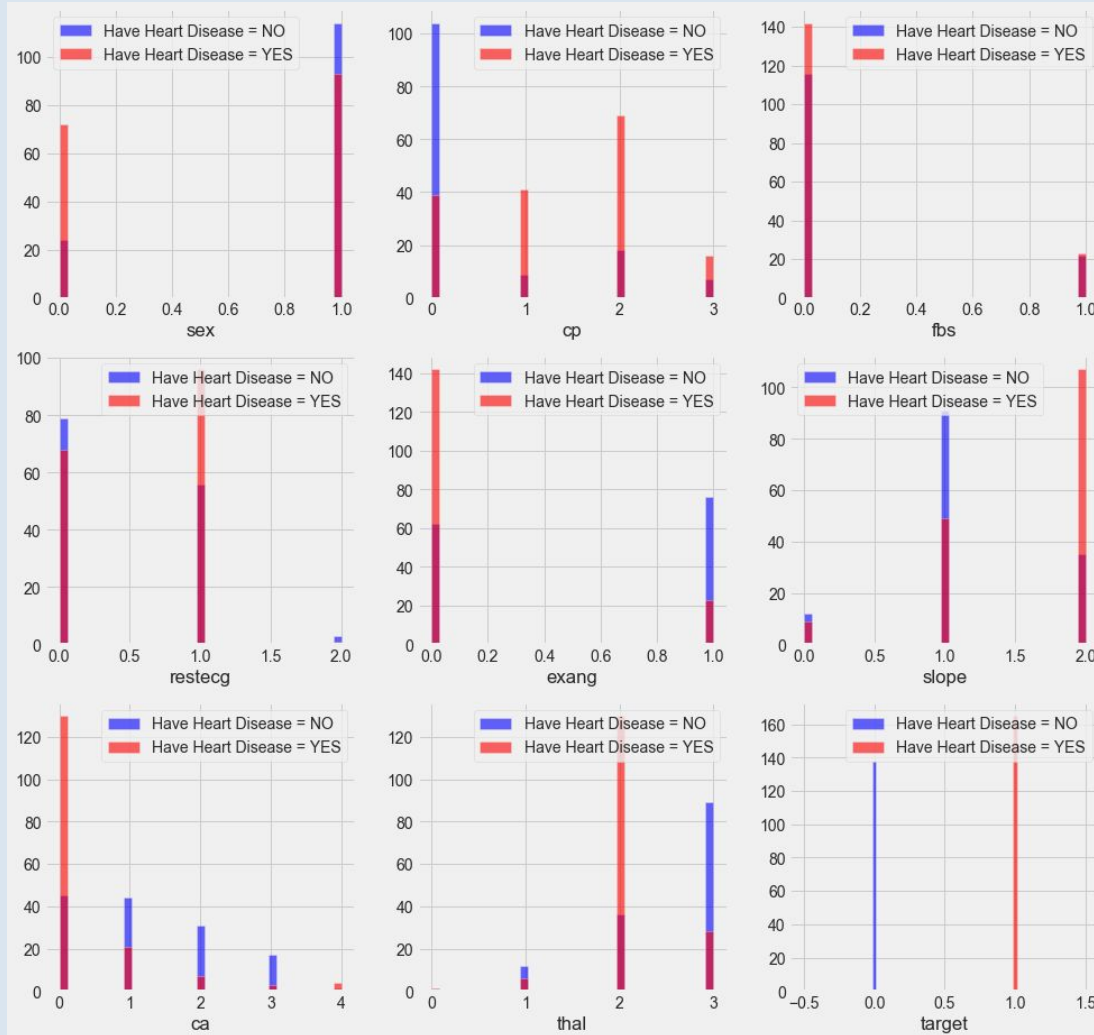 Have Heart Disease = NO
Have Heart Disease = YES
100
80
60
40
20
0
0.0 0.2 0.4 0.6 0.8 1.0
sex
Have Heart Disease = NO
Have Heart Disease = YES
100
80
60
40
20
0
0 1 2 3
cp
Have Heart Disease = NO
Have Heart Disease = YES
140
120
100
80
60
40
20
0
0.0 0.2 0.4 0.6 0.8 1.0
fbs
Have Heart Disease = NO
Have Heart Disease = YES
100
80
60
40
20
0
0.0 0.5 1.0 1.5 2.0
restecg
Have Heart Disease = NO
Have Heart Disease = YES
140
120
100
80
60
40
20
0
0.0 0.2 0.4 0.6 0.8 1.0
exang
Have Heart Disease = NO
Have Heart Disease = YES
100
80
60
40
20
0
0.0 0.5 1.0 1.5 2.0
slope
Have Heart Disease = NO
Have Heart Disease = YES
120
100
80
60
40
20
0
0 1 2 3 4
ca
Have Heart Disease = NO
Have Heart Disease = YES
120
100
80
60
40
20
0
0 1 2 3
thal
Have Heart Disease = NO
Have Heart Disease = YES
160
140
120
100
80
60
40
20
0
−0.5 0.0 0.5 1.0 1.5
target